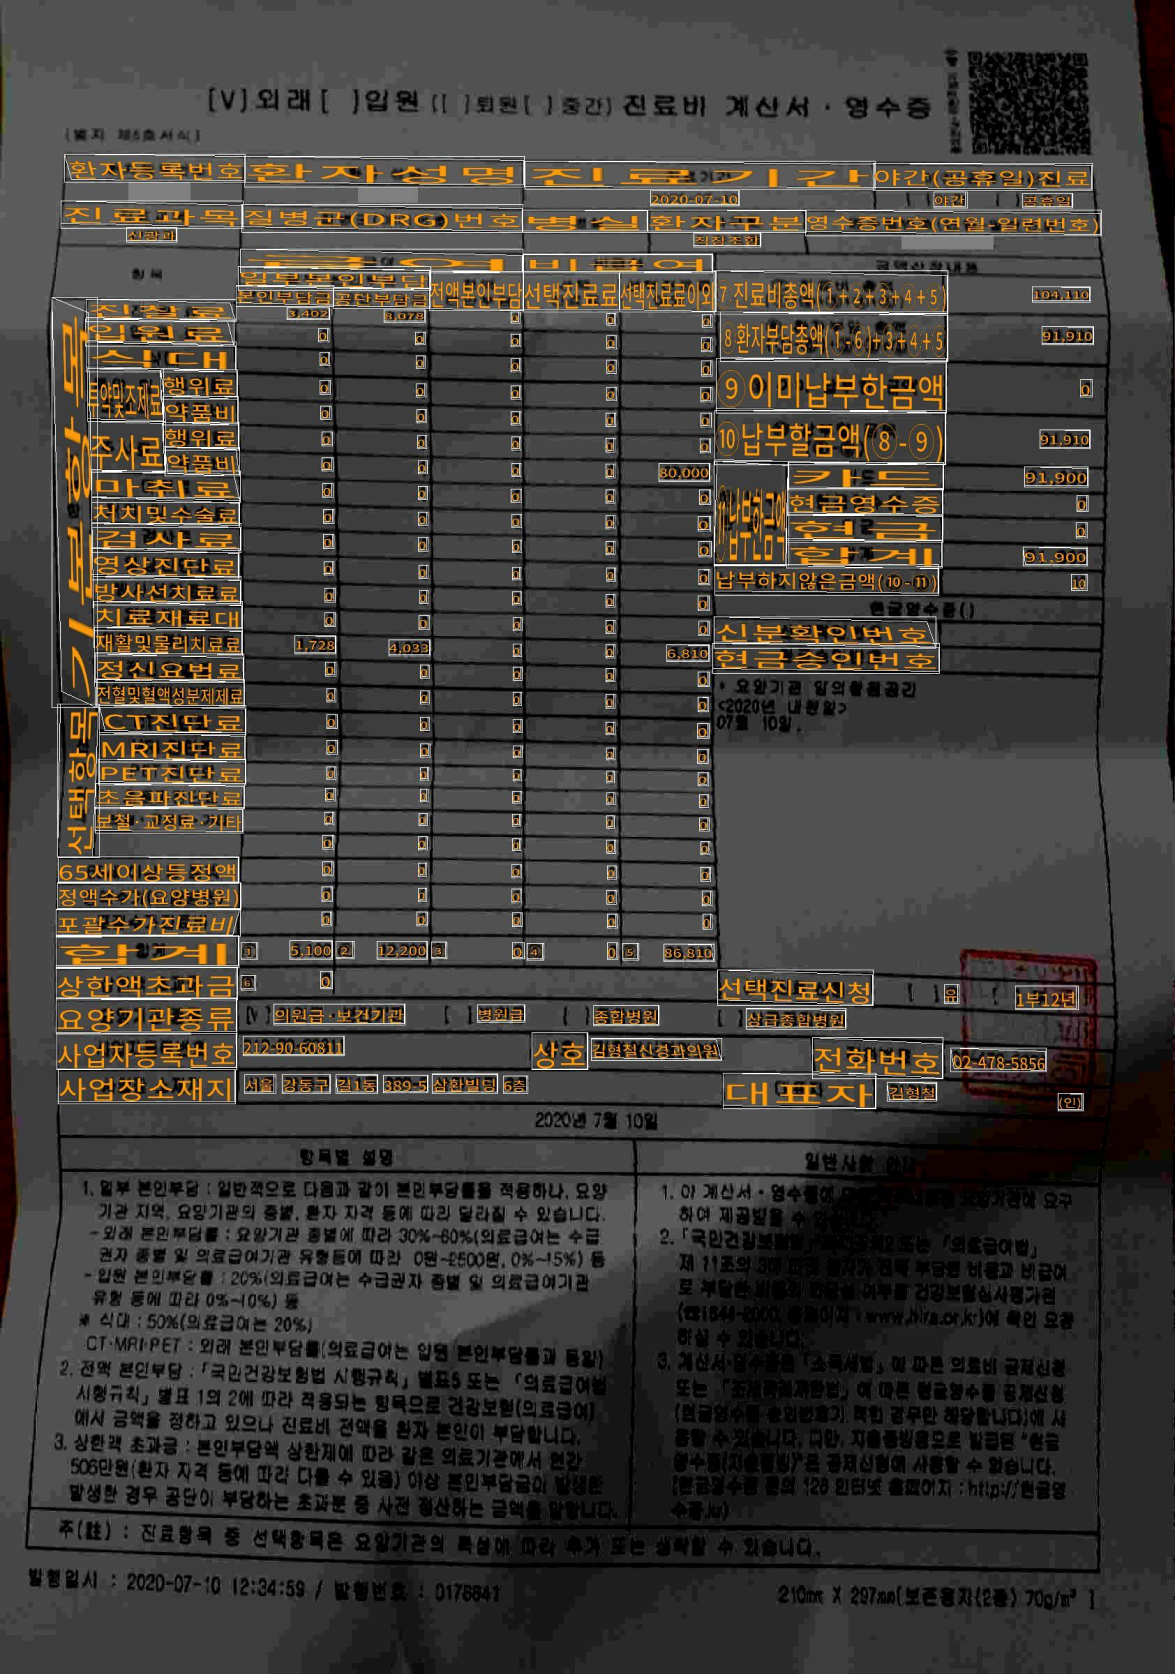 [V]외래[ ]입원([ ]퇴원[ ]중간) 진료비 계산서 · 영수증
[별지 제6호서식]
환자등록번호 환자성명 진료기간 야간(공휴일)진료
2020-07-10 [ ]야간 [ ]공휴일
진료과목 질병군(DRG)번호 병실 환자구분 영수증번호(연월-일련번호)
신광과 직장조합
항목 급여 비급여 금액산정내용
일부본인부담 전액본인부담 선택진료료 선택진료료이외 7 진료비총액(①+2+③+4+5) 104,110
본인부담금 공단부담금
기본항목
진찰료 3,402 8,078 0 0 0
입원료 0 0 0 0 0 8 환자부담총액(①-6)+③+4+5 91,910
식대 0 0 0 0 0
투약및조제료 행위료 0 0 0 0 0 ⑨ 이미납부한금액 0
약품비 0 0 0 0 0
주사료 행위료 0 0 0 0 0 ⑩ 납부할금액(⑧-⑨) 91,910
약품비 0 0 0 0 80,000 ⑪납부한금액 카드 91,900
마취료 0 0 0 0 0 현금영수증 0
처치및수술료 0 0 0 0 0 현금 0
검사료 0 0 0 0 0 합계 91,900
영상진단료 0 0 0 0 0 납부하지않은금액(⑩-⑪) 10
방사선치료료 0 0 0 0 0 현금영수증()
치료재료대 0 0 0 0 0 신분확인번호
재활및물리치료료 1,728 4,033 0 0 6,810 현금승인번호
정신요법료 0 0 0 0 0 * 요양기관 임의활용공간
전혈및혈액성분제제료 0 0 0 0 0 <2020년 내원일>
선택항목
CT진단료 0 0 0 0 0 07월 10일,
MRI진단료 0 0 0 0 0
PET진단료 0 0 0 0 0
초음파진단료 0 0 0 0 0
보철·교정료·기타 0 0 0 0 0
0 0 0 0 0
65세이상등정액 0 0 0 0 0
정액수가(요양병원) 0 0 0 0 0
포괄수가진료비 0 0 0 0 0
합계 1 5,100 2 12,200 3 0 4 0 5 86,810
상한액초과금 6 0 선택진료신청 [ ]유 [ 1부12년
요양기관종류 [V] 의원급·보건기관 [ ]병원급 [ ]종합병원 [ ]상급종합병원
사업자등록번호 212-90-60811 상호 김형철신경과의원 전화번호 02-478-5856
사업장소재지 서울 강동구 길1동 389-5 삼환빌딩 6층 대표자 김형철 (인)
2020년 7월 10일
항목별 설명
1. 일부 본인부담 : 일반적으로 다음과 같이 본인부담률을 적용하나, 요양
기관 지역, 요양기관의 종별, 환자 자격 등에 따라 달라질 수 있습니다.
-외래 본인부담률 : 요양기관 종별에 따라 30%~60%(의료급여는 수급
권자 종별 및 의료급여기관 유형등에 따라 0원~2500원, 0%~15%) 등
- 입원 본인부담률 : 20%(의료급여는 수급권자 종별 및 의료급여기관
유형 등에 따라 0%~10%) 등
※ 식대 : 50%(의료급여는 20%)
CT·MRI·PET : 외래 본인부담률(의료급여는 입원 본인부담률과 동일)
2. 전액 본인부담 : 「국민건강보험법 시행규칙」 별표6 또는 「의료급여법
시행규칙」 별표 1의 2에 따라 적용되는 항목으로 건강보험(의료급여)
에서 금액을 정하고 있으나 진료비 전액을 환자 본인이 부담합니다.
3. 상한액 초과금 : 본인부담액 상한제에 따라 같은 의료기관에서 연간
506만원(환자 자격 등에 따라 다를 수 있음) 이상 본인부담금이 발생한
발생한 경우 공단이 부담하는 초과분 중 사전 정산하는 금액을 말합니다.
일반사항 안내
1. 이 계산서·영수증에 요양기관에 요구
하여 제공받을 수
2. 「국민건강보험법 또는 「의료급여법」
제 11조의 3에 따라 환자가 전액 부담한 비용과 비급여
로 부담한 비용의 타당성 여부를 건강보험심사평가원
(☎1644-2000, 홈페이지 : www.hira.or.kr)에 확인 요청
하실 수 있습니다.
3. 계산서·영수증은 「소득세법」에 따른 의료비 공제신청
또는 「조세특례제한법」에 따른 현금영수증 공제신청
(현금영수증 승인번호가 적힌 경우만 해당합니다)에 사
용할 수 있습니다. 다만, 지출증빙용으로 발급된 "현금
영수증(지출증빙)"은 공제신청에 사용할 수 없습니다.
(현금영수증 문의 126 인터넷 홈페이지 : http://현금영
수증.kr)
주(註) : 진료항목 중 선택항목은 요양기관의 특성에 따라 추가 또는 생략할 수 있습니다.
발행일시 : 2020-07-10 12:34:59 / 발행번호 : 0176641
210mm X 297mm[보존용지(2종) 70g/m² ]